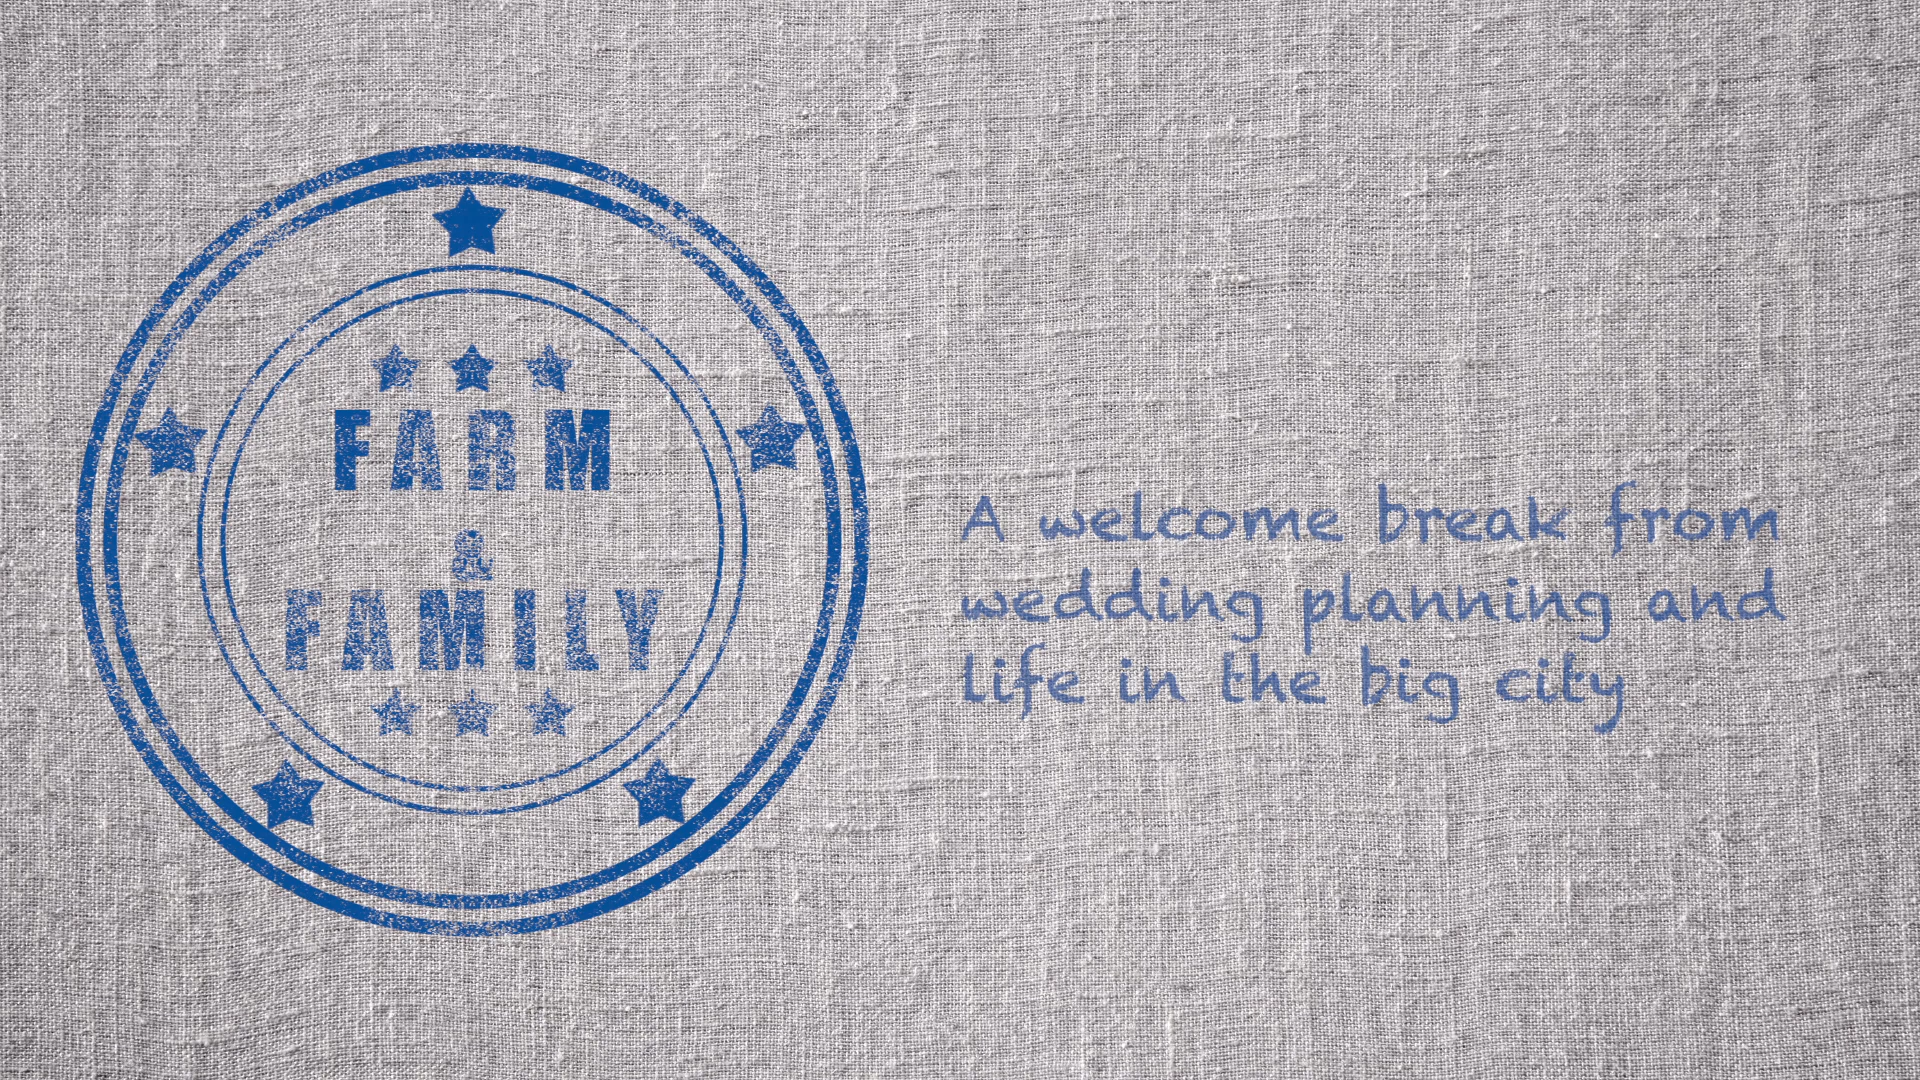 FARM
&
FAMILY
A welcome break from
wedding planning and
life in the big city